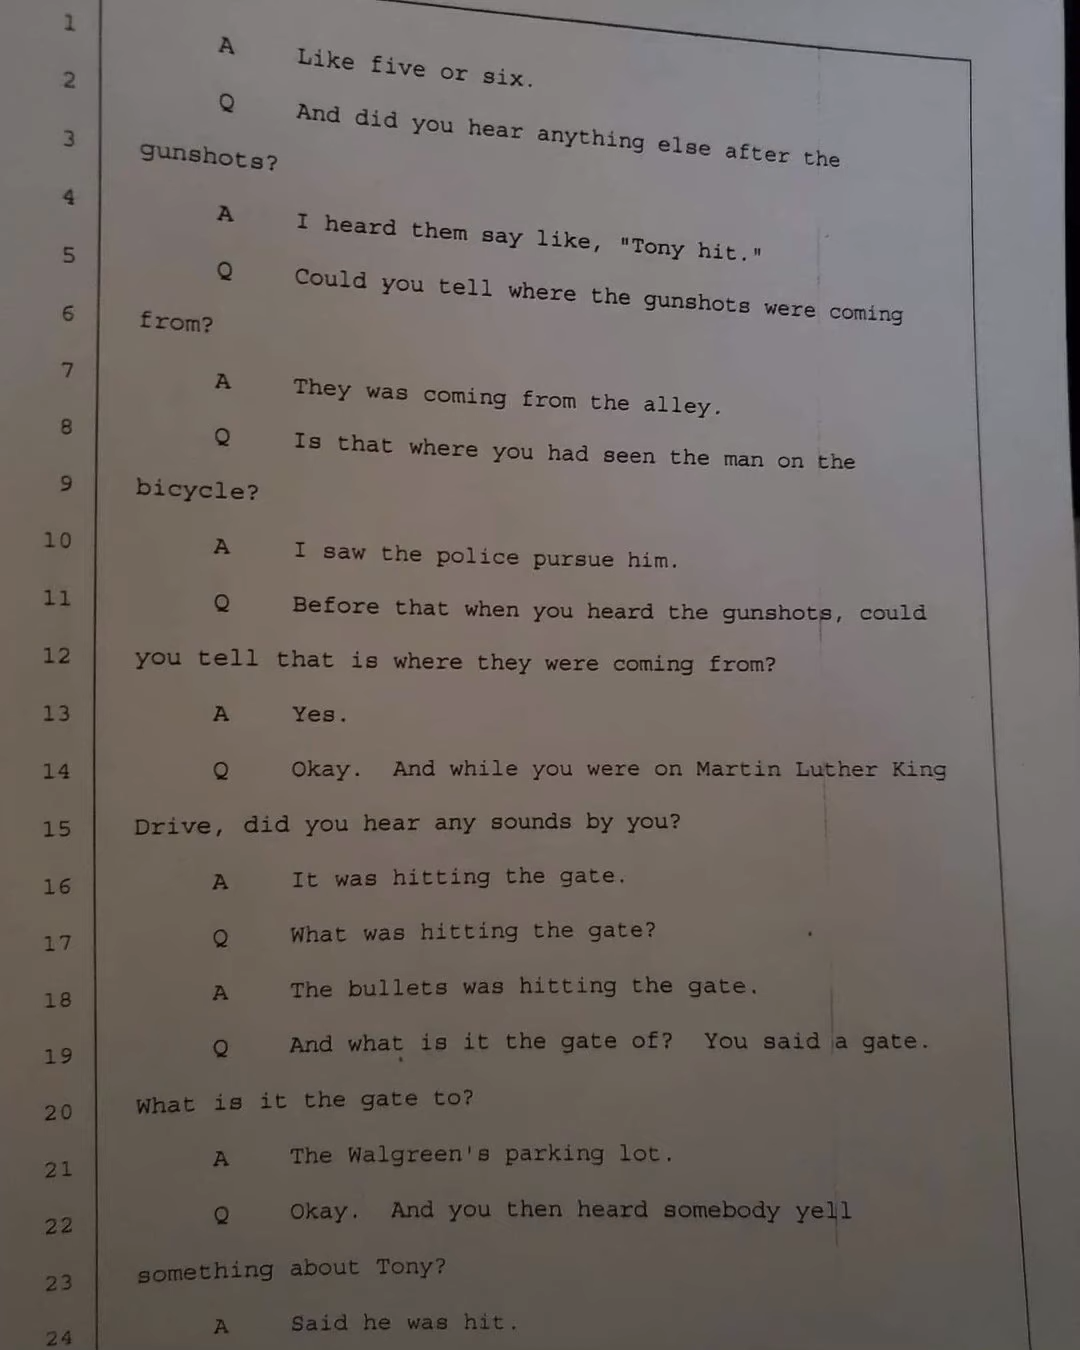 1
A Like five or six.
2
Q And did you hear anything else after the
3
gunshots?
4
A I heard them say like, "Tony hit."
5
Q Could you tell where the gunshots were coming
6
from?
7
A They was coming from the alley.
8
Q Is that where you had seen the man on the
9
bicycle?
10
A I saw the police pursue him.
11
Q Before that when you heard the gunshots, could
12
you tell that is where they were coming from?
13
A Yes.
14
Q Okay. And while you were on Martin Luther King
15
Drive, did you hear any sounds by you?
16
A It was hitting the gate.
17
Q What was hitting the gate?
18
A The bullets was hitting the gate.
19
Q And what is it the gate of? You said a gate.
20
What is it the gate to?
21
A The Walgreen's parking lot.
22
Q Okay. And you then heard somebody yell
23
something about Tony?
24
A Said he was hit.